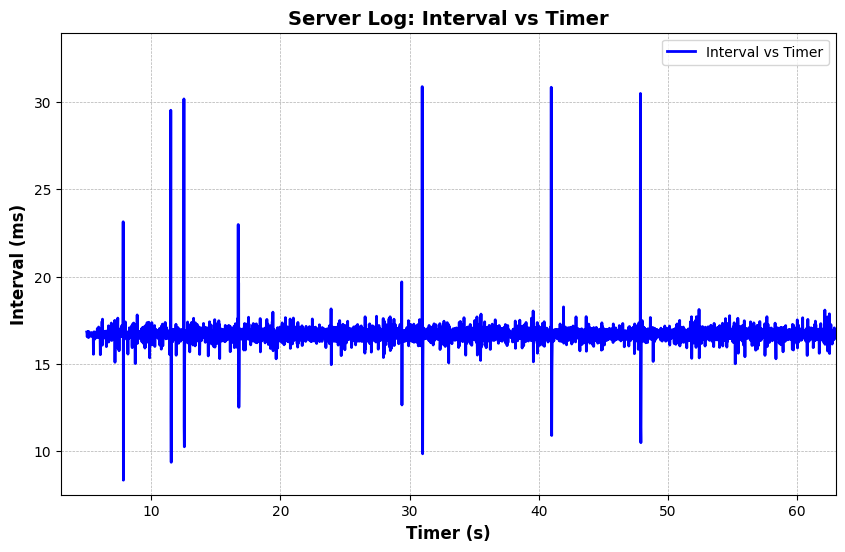 Server Log: Interval vs Timer
Interval vs Timer
Interval (ms)
30
25
20
15
10
10 20 30 40 50 60
Timer (s)